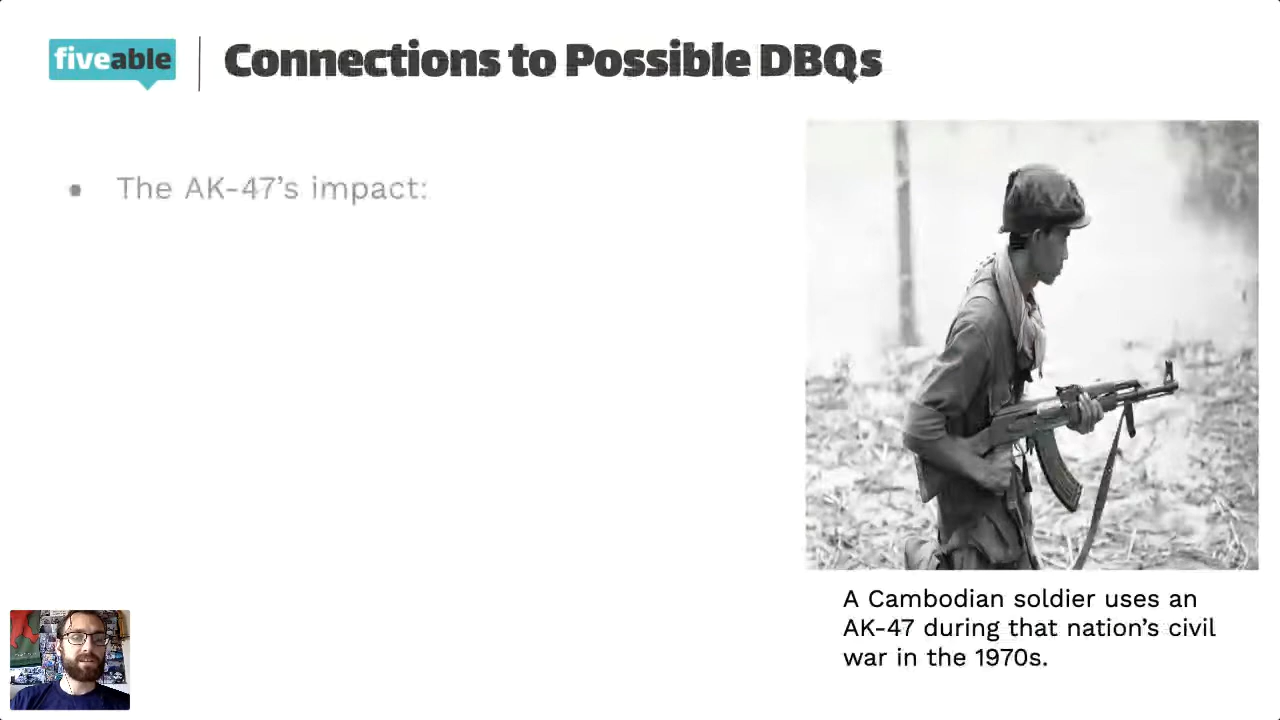 fiveable
Connections to Possible DBQs
● The AK-47’s impact:
A Cambodian soldier uses an
AK-47 during that nation’s civil
war in the 1970s.